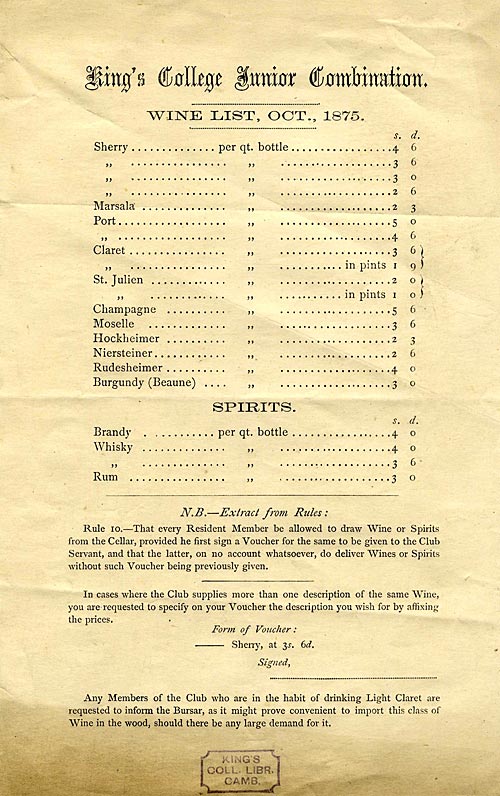 King's College Junior Combination.
WINE LIST, OCT., 1875.
s. d.
Sherry ............. per qt. bottle .................. 4 6
„ ................ „ .................. 3 6
„ ................ „ .................. 3 0
„ ................ „ .................. 2 6
Marsala ............. „ .................. 2 3
Port ................ „ .................. 5 0
„ ................ „ .................. 4 6
Claret ............... „ .................. 3 6 }
„ ................ „ .......... in pints 1 9 }
St. Julien ............ „ .................. 2 0 }
„ ............ „ .......... in pints 1 0 }
Champagne .......... „ .................. 5 6
Moselle ............ „ .................. 3 6
Hockheimer .......... „ .................. 2 3
Niersteiner ........... „ .................. 2 6
Rudesheimer ......... „ .................. 4 0
Burgundy (Beaune) .... „ .................. 3 0
SPIRITS.
s. d.
Brandy . .......... per qt. bottle .................. 4 0
Whisky .............. „ .................. 4 0
„ .............. „ .................. 3 6
Rum ................ „ .................. 3 0
N.B.—Extract from Rules:
Rule 10.—That every Resident Member be allowed to draw Wine or Spirits
from the Cellar, provided he first sign a Voucher for the same to be given to the Club
Servant, and that the latter, on no account whatsoever, do deliver Wines or Spirits
without such Voucher being previously given.
In cases where the Club supplies more than one description of the same Wine,
you are requested to specify on your Voucher the description you wish for by affixing
the prices.
Form of Voucher:
—— Sherry, at 3s. 6d.
Signed,
........................................
Any Members of the Club who are in the habit of drinking Light Claret are
requested to inform the Bursar, as it might prove convenient to import this class of
Wine in the wood, should there be any large demand for it.
KING'S
COLL. LIBR.
CAMB.